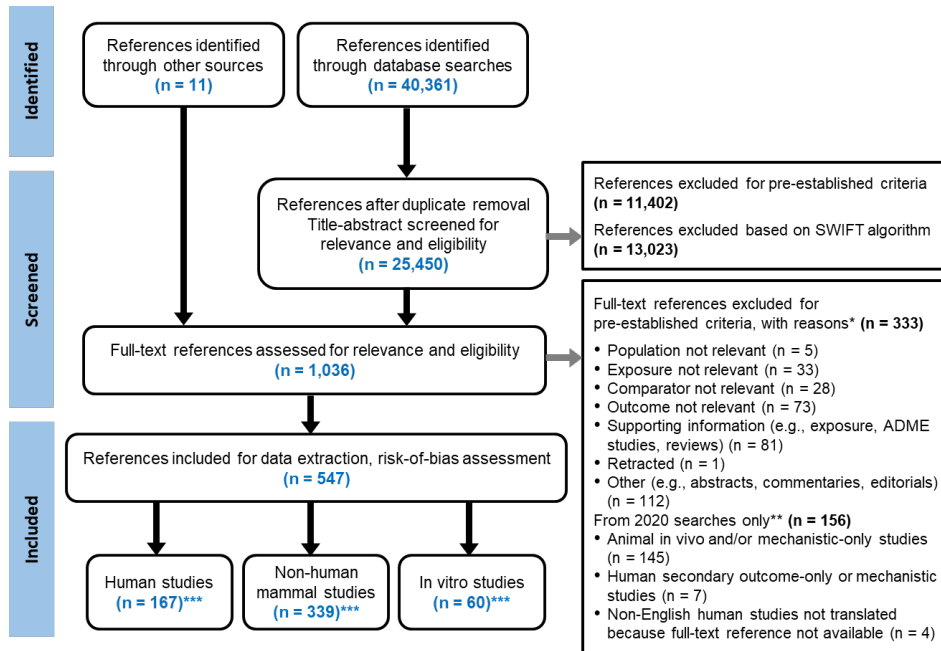 Identified
References identified
through other sources
(n = 11)
References identified
through database searches
(n = 40,361)
Screened
References after duplicate removal
Title-abstract screened for
relevance and eligibility
(n = 25,450)
References excluded for pre-established criteria
(n = 11,402)
References excluded based on SWIFT algorithm
(n = 13,023)
Full-text references assessed for relevance and eligibility
(n = 1,036)
Full-text references excluded for
pre-established criteria, with reasons* (n = 333)
• Population not relevant (n = 5)
• Exposure not relevant (n = 33)
• Comparator not relevant (n = 28)
• Outcome not relevant (n = 73)
• Supporting information (e.g., exposure, ADME
studies, reviews) (n = 81)
• Retracted (n = 1)
• Other (e.g., abstracts, commentaries, editorials)
(n = 112)
From 2020 searches only** (n = 156)
• Animal in vivo and/or mechanistic-only studies
(n = 145)
• Human secondary outcome-only or mechanistic
studies (n = 7)
• Non-English human studies not translated
because full-text reference not available (n = 4)
Included
References included for data extraction, risk-of-bias assessment
(n = 547)
Human studies
(n = 167)***
Non-human
mammal studies
(n = 339)***
In vitro studies
(n = 60)***